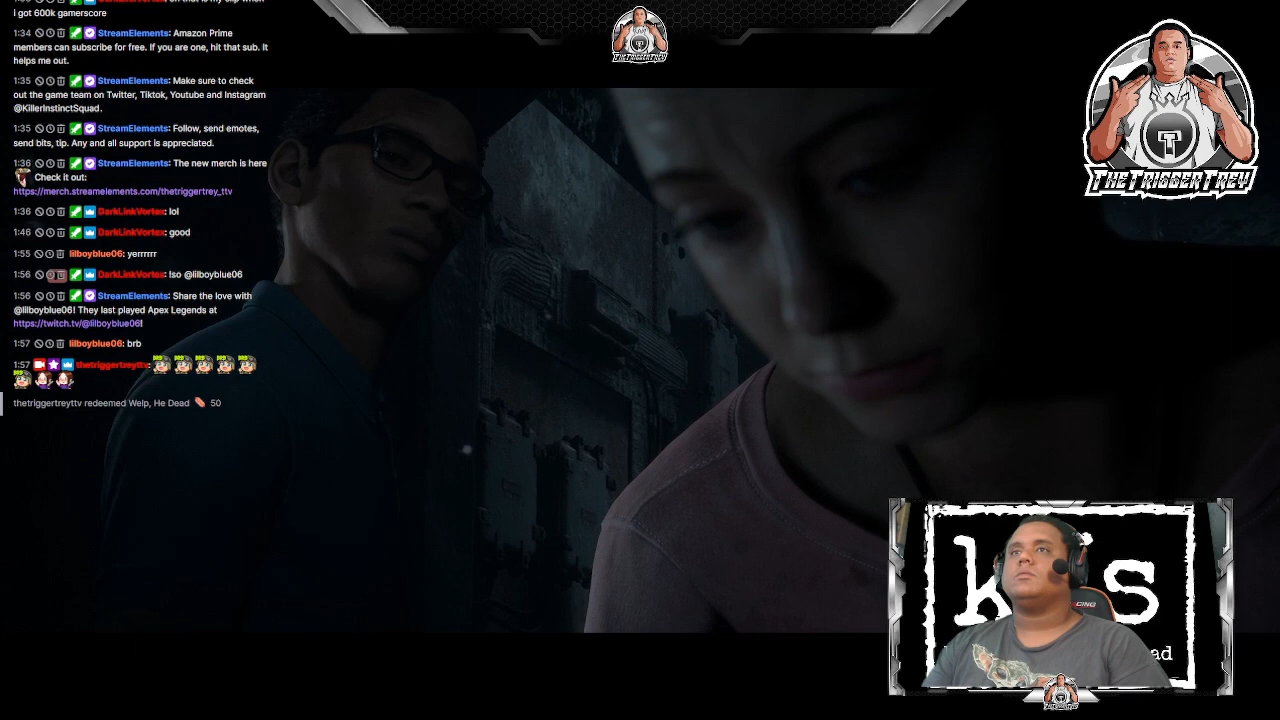 i got 600k gamerscore
THETRIGGERTREY
1:34 StreamElements: Amazon Prime
members can subscribe for free. If you are one, hit that sub. It
helps me out.
1:35 StreamElements: Make sure to check
out the game team on Twitter, Tiktok, Youtube and Instagram
@KillerInstinctSquad.
1:35 StreamElements: Follow, send emotes,
send bits, tip. Any and all support is appreciated.
1:36 StreamElements: The new merch is here
Check it out:
https://merch.streamelements.com/thetriggertrey_ttv
THETRIGGERTREY
1:36 DarkLinkVortex: lol
1:46 DarkLinkVortex: good
1:55 lilboyblue06: yerrrrrr
1:56 DarkLinkVortex: !so @lilboyblue06
1:56 StreamElements: Share the love with
@lilboyblue06! They last played Apex Legends at
https://twitch.tv/@lilboyblue06!
1:57 lilboyblue06: brb
1:57 thetriggertreyttv:
thetriggertreyttv redeemed Welp, He Dead 50
k s
ad